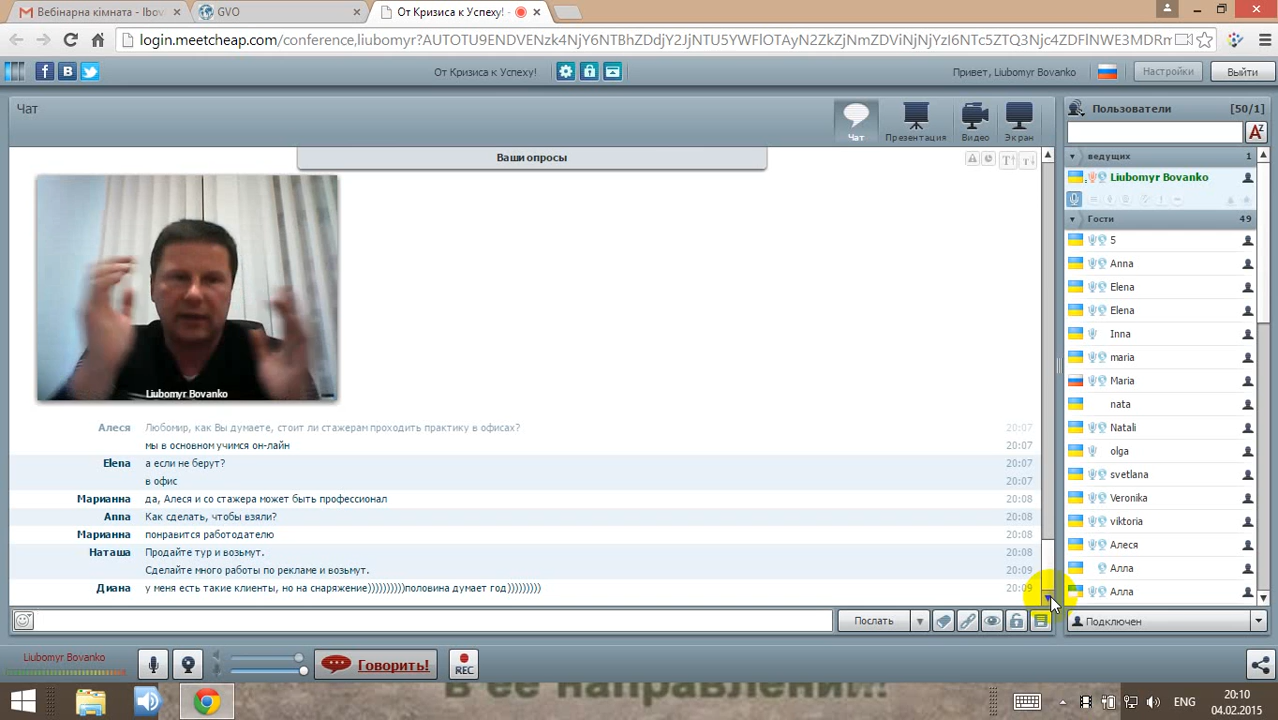 Вебінарна кімната - lbov
GVO
От Кризиса к Успеху!
login.meetcheap.com/conference,liubomyr?AUTOTU9ENDVENzk4NjY6NTBhZDdjY2JjNTU5YWFlOTAyN2ZkZjNmZDViNjNjYzI6NTc5ZTQ3Njc4ZDFlNWE3MDRm
От Кризиса к Успеху!
Привет, Liubomyr Bovanko
Настройки
Выйти
Чат
Чат
Презентация
Видео
Экран
Ваши опросы
Liubomyr Bovanko
Алеся Любомир, как Вы думаете, стоит ли стажерам проходить практику в офисах? 20:07
мы в основном учимся он-лайн 20:07
Elena а если не берут? 20:07
в офис 20:07
Марианна да, Алеся и со стажера может быть профессионал 20:08
Anna Как сделать, чтобы взяли? 20:08
Марианна понравится работодателю 20:08
Наташа Продайте тур и возьмут. 20:08
Сделайте много работы по рекламе и возьмут. 20:09
Диана у меня есть такие клиенты, но на снаряжение))))))))))половина думает год))))))))) 20:09
Послать
Пользователи [50/1]
ведущих 1
Liubomyr Bovanko
Гости 49
5
Anna
Elena
Elena
Inna
maria
Maria
nata
Natali
olga
svetlana
Veronika
viktoria
Алеся
Алла
Алла
Подключен
Liubomyr Bovanko
Говорить!
REC
ENG
20:10
04.02.2015